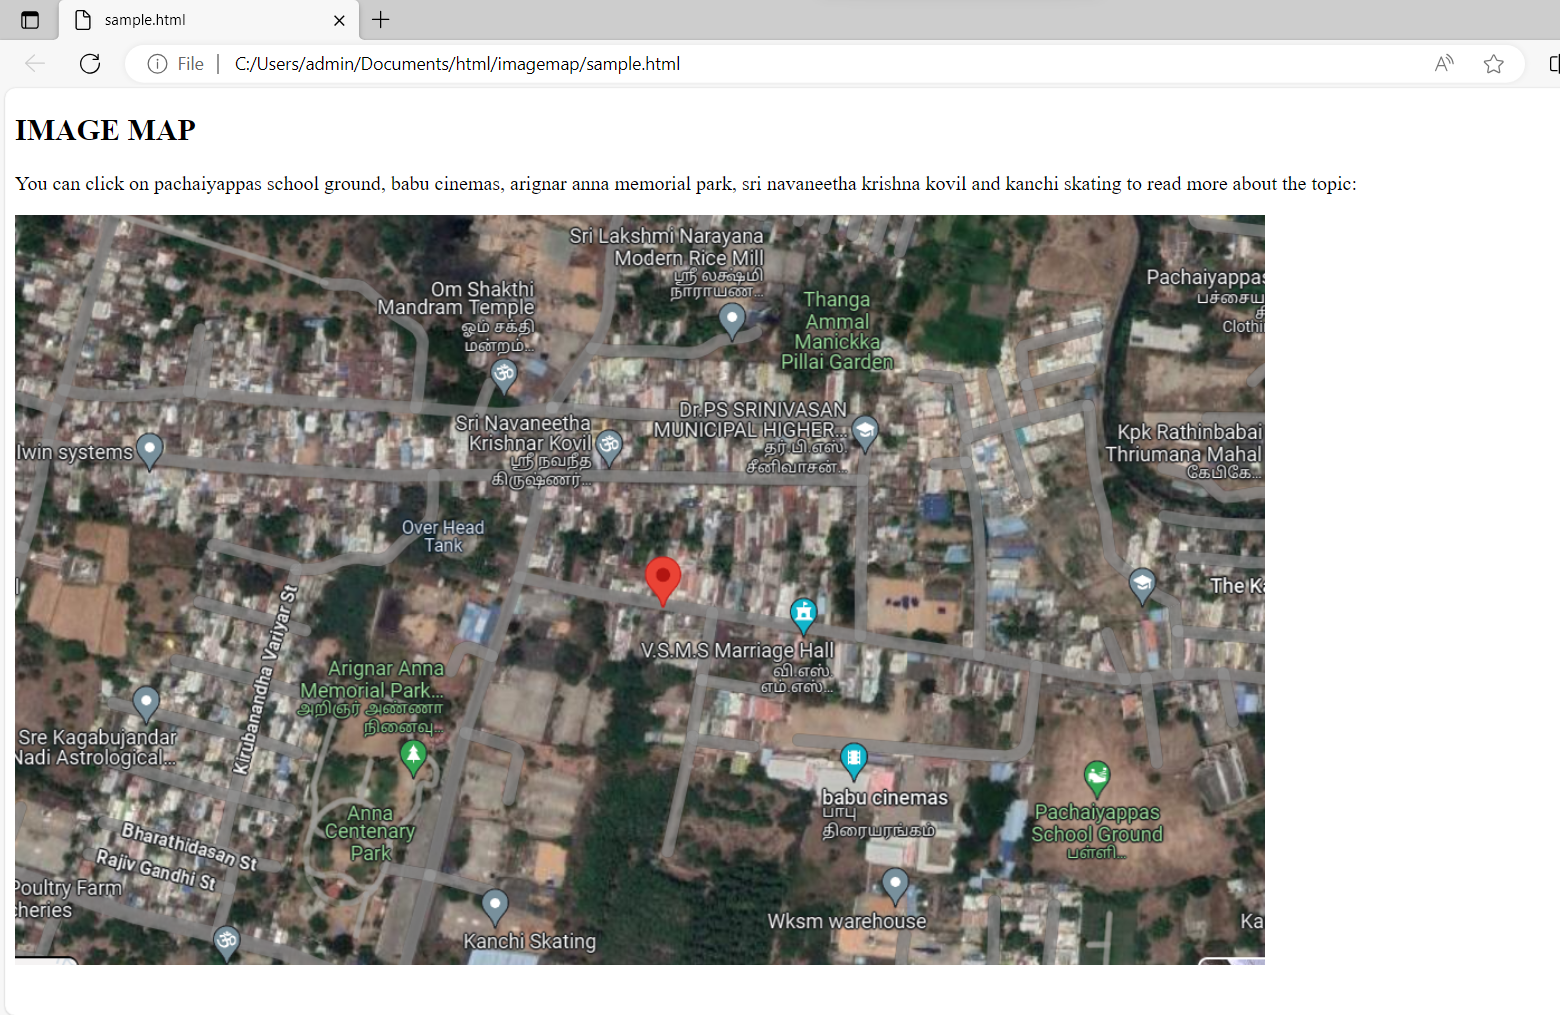 sample.html
File
C:/Users/admin/Documents/html/imagemap/sample.html
IMAGE MAP
You can click on pachaiyappas school ground, babu cinemas, arignar anna memorial park, sri navaneetha krishna kovil and kanchi skating to read more about the topic:
Sri Lakshmi Narayana
Modern Rice Mill
ஸ்ரீ லக்ஷ்மி
நாராயண...
Om Shakthi
Mandram Temple
ஓம் சக்தி
மன்றம்...
Thanga
Ammal
Manickka
Pillai Garden
Pachaiyappas
பச்சைய
Clothi
Sri Navaneetha
Krishnar Kovil
ஸ்ரீ நவநீத
கிருஷ்ணர்...
Dr.PS SRINIVASAN
MUNICIPAL HIGHER...
தர்.பி.எஸ்.
சீனிவாசன்...
Kpk Rathinbabai
Thriumana Mahal
கேபிகே...
lwin systems
Over Head
Tank
The Ka
V.S.M.S Marriage Hall
வி.எஸ்.
எம்.எஸ்...
Kirubanandha Variyar St
Arignar Anna
Memorial Park...
அறிஞர் அண்ணா
நினைவு...
Sre Kagabujandar
Nadi Astrological...
babu cinemas
பாபு
திரையரங்கம்
Pachaiyappas
School Ground
பள்ளி...
Anna
Centenary
Park
Bharathidasan St
Rajiv Gandhi St
Poultry Farm
cheries
Wksm warehouse
Kanchi Skating
Ka